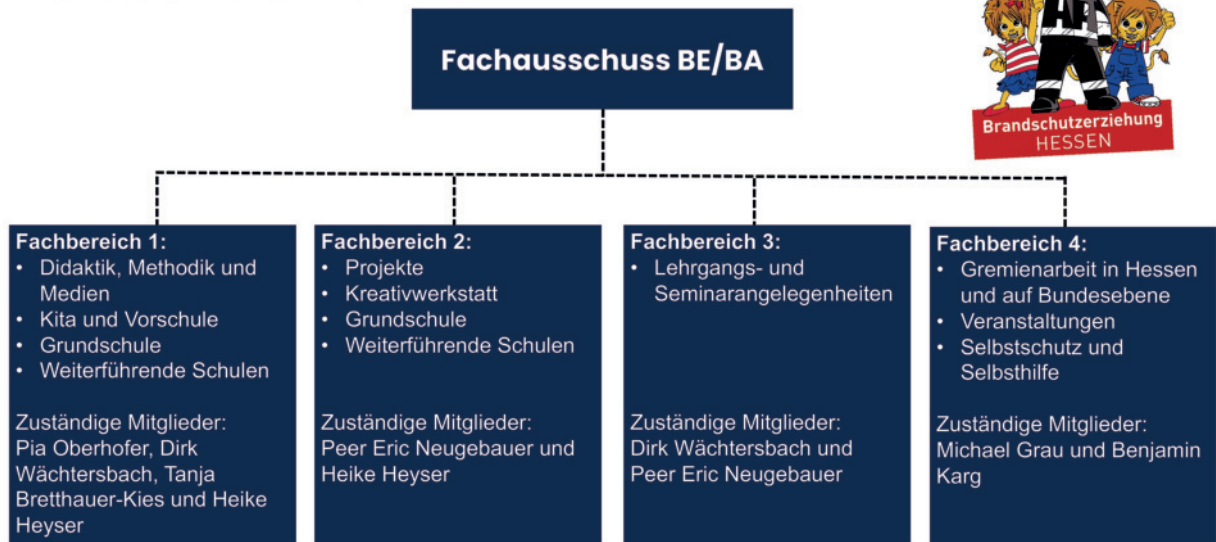 Fachausschuss BE/BA
Brandschutzerziehung
HESSEN
Fachbereich 1:
• Didaktik, Methodik und
Medien
• Kita und Vorschule
• Grundschule
• Weiterführende Schulen
Zuständige Mitglieder:
Pia Oberhofer, Dirk
Wächtersbach, Tanja
Bretthauer-Kies und Heike
Heyser
Fachbereich 2:
• Projekte
• Kreativwerkstatt
• Grundschule
• Weiterführende Schulen
Zuständige Mitglieder:
Peer Eric Neugebauer und
Heike Heyser
Fachbereich 3:
• Lehrgangs- und
Seminarangelegenheiten
Zuständige Mitglieder:
Dirk Wächtersbach und
Peer Eric Neugebauer
Fachbereich 4:
• Gremienarbeit in Hessen
und auf Bundesebene
• Veranstaltungen
• Selbstschutz und
Selbsthilfe
Zuständige Mitglieder:
Michael Grau und Benjamin
Karg